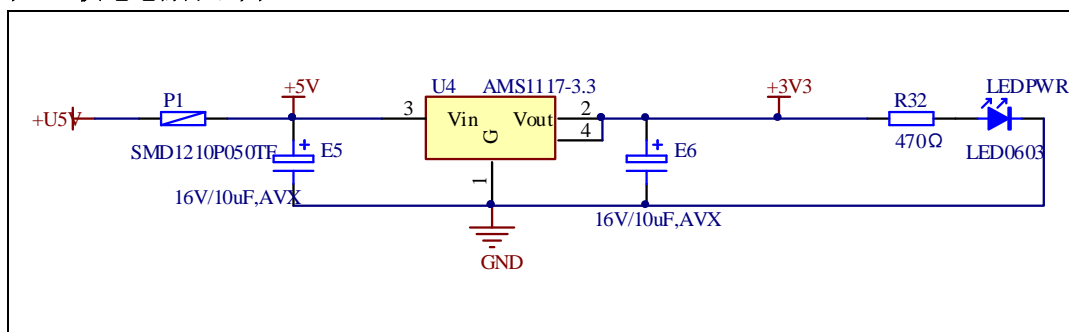 +U5V
P1
SMD1210P050TF
+5V
E5
16V/10uF,AVX
U4
AMS1117-3.3
3
Vin
G
Vout
2
4
1
GND
E6
16V/10uF,AVX
+3V3
R32
470Ω
LEDPWR
LED0603